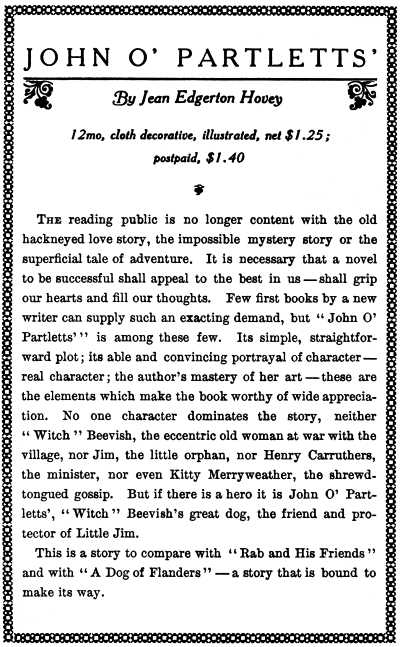 JOHN O' PARTLETTS'
By Jean Edgerton Hovey
12mo, cloth decorative, illustrated, net $1.25;
postpaid, $1.40
THE reading public is no longer content with the old
hackneyed love story, the impossible mystery story or the
superficial tale of adventure. It is necessary that a novel
to be successful shall appeal to the best in us—shall grip
our hearts and fill our thoughts. Few first books by a new
writer can supply such an exacting demand, but "John O'
Partletts'" is among these few. Its simple, straightfor-
ward plot; its able and convincing portrayal of character—
real character; the author's mastery of her art—these are
the elements which make the book worthy of wide apprecia-
tion. No one character dominates the story, neither
"Witch" Beevish, the eccentric old woman at war with the
village, nor Jim, the little orphan, nor Henry Carruthers,
the minister, nor even Kitty Merryweather, the shrewd-
tongued gossip. But if there is a hero it is John O' Part-
letts', "Witch" Beevish's great dog, the friend and pro-
tector of Little Jim.
This is a story to compare with "Rab and His Friends"
and with "A Dog of Flanders"—a story that is bound to
make its way.